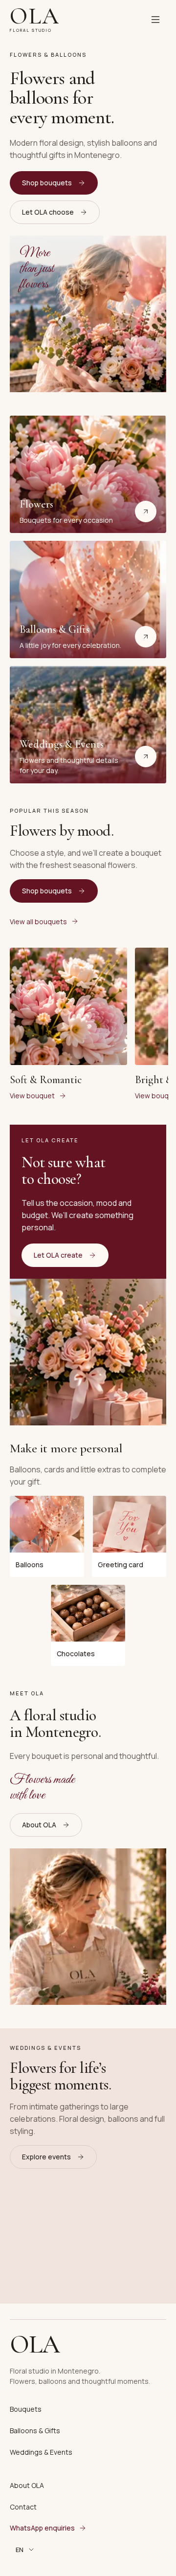 OLA
FLORAL STUDIO
FLOWERS & BALLOONS
Flowers and
balloons for
every moment.
Modern floral design, stylish balloons and
thoughtful gifts in Montenegro.
Shop bouquets
Let OLA choose
More
than just
flowers
Flowers
Bouquets for every occasion
Balloons & Gifts
A little joy for every celebration.
Weddings & Events
Flowers and thoughtful details
for your day
POPULAR THIS SEASON
Flowers by mood.
Choose a style, and we'll create a bouquet
with the freshest seasonal flowers.
Shop bouquets
View all bouquets
Soft & Romantic
View bouquet
Bright &
View bouq
LET OLA CREATE
Not sure what
to choose?
Tell us the occasion, mood and
budget. We'll create something
personal.
Let OLA create
Make it more personal
Balloons, cards and little extras to complete
your gift.
For
You
Balloons
Greeting card
Chocolates
MEET OLA
A floral studio
in Montenegro.
Every bouquet is personal and thoughtful.
Flowers made
with love
About OLA
OLA
WEDDINGS & EVENTS
Flowers for life's
biggest moments.
From intimate gatherings to large
celebrations. Floral design, balloons and full
styling.
Explore events
OLA
Floral studio in Montenegro.
Flowers, balloons and thoughtful moments.
Bouquets
Balloons & Gifts
Weddings & Events
About OLA
Contact
WhatsApp enquiries
EN